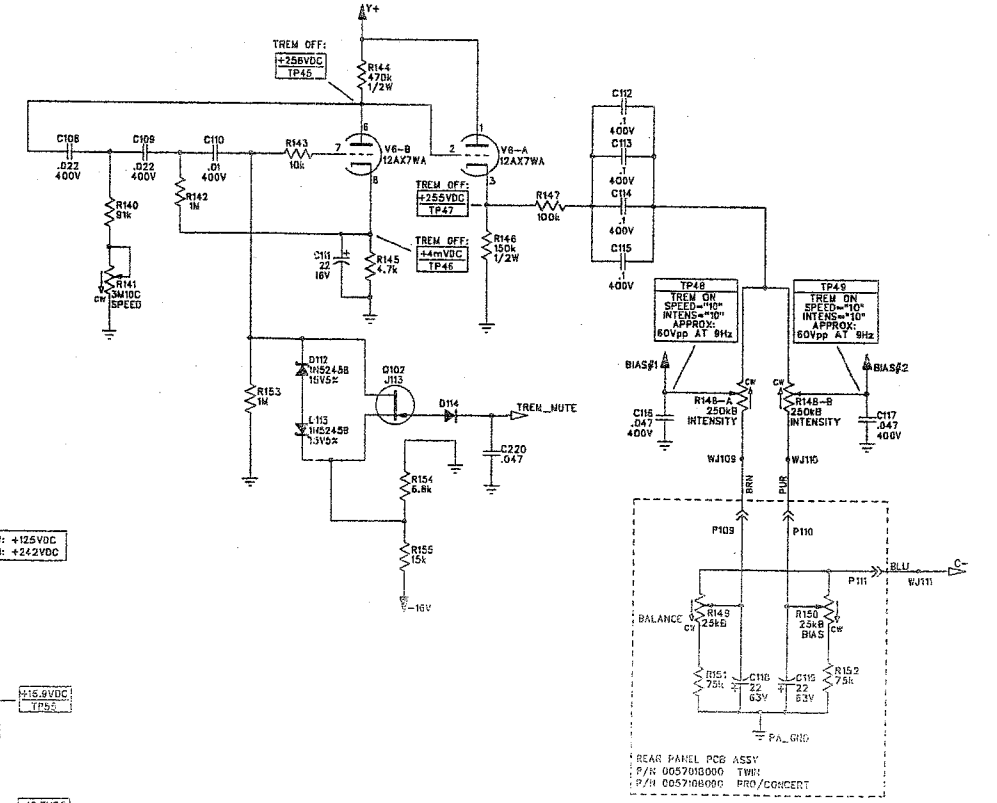 Y+
TREM OFF:
+256VDC
TP45
R144
470k
1/2W
C112
.1
400V
C113
.1
400V
C114
.1
400V
C115
.1
400V
C108
.022
400V
C109
.022
400V
C110
.01
400V
R143
10k
6
7
8
V6-B
12AX7WA
1
2
3
V6-A
12AX7WA
R142
1M
R140
91k
R141
3M10C
SPEED
CW
TREM OFF:
+255VDC
TP47
R147
100k
TREM OFF:
+4mVDC
TP46
R146
150k
1/2W
C111
22
16V
+
R145
4.7k
TP48
TREM ON
SPEED="10"
INTENS="10"
APPROX:
60Vpp AT 9Hz
TP49
TREM ON
SPEED="10"
INTENS="10"
APPROX:
60Vpp AT 9Hz
BIAS#1
BIAS#2
CW
R148-A
250kB
INTENSITY
CW
R148-B
250kB
INTENSITY
C116
.047
400V
C117
.047
400V
D112
1N5245B
15V5%
D113
1N5245B
15V5%
Q102
J113
D114
TREM_MUTE
R153
1M
C220
.047
R154
6.8k
R155
15k
-16V
WJ109
WJ110
BRN
PUR
P109
P110
P111
BLU
WJ111
C-
BALANCE
CW
R149
25kB
R150
25kB
BIAS
CW
R151
75k
C118
22
63V
+
C119
22
63V
+
R152
75k
PA_GND
REAR PANEL PCB ASSY
P/N 0057018000 TWIN
P/N 0057108000 PRO/CONCERT
: +125VDC
: +242VDC
+15.9VDC
TP55